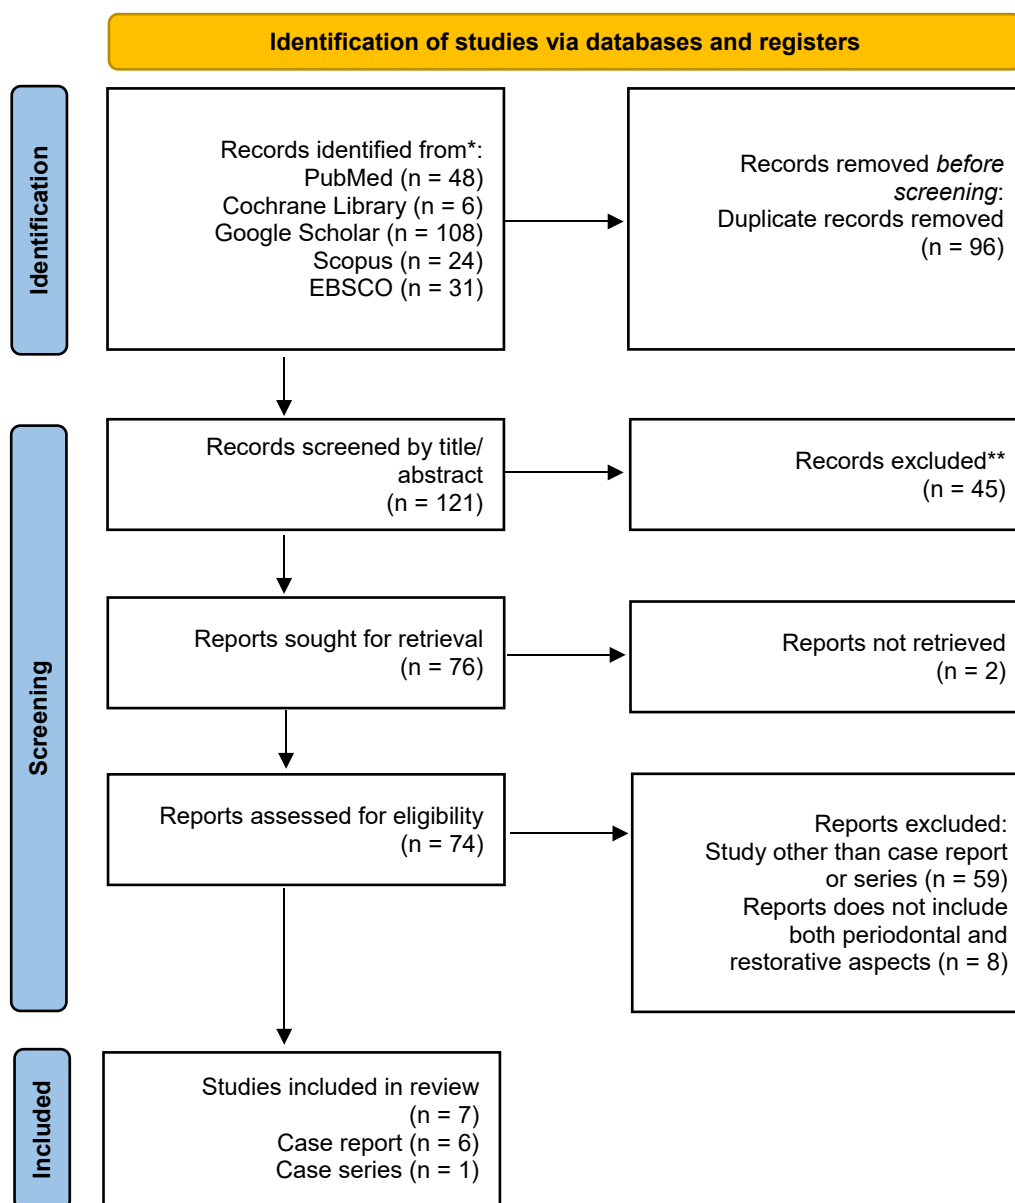 Identification of studies via databases and registers
Identification
Records identified from*:
PubMed (n = 48)
Cochrane Library (n = 6)
Google Scholar (n = 108)
Scopus (n = 24)
EBSCO (n = 31)
Records removed before
screening:
Duplicate records removed
(n = 96)
Screening
Records screened by title/
abstract
(n = 121)
Records excluded**
(n = 45)
Reports sought for retrieval
(n = 76)
Reports not retrieved
(n = 2)
Reports assessed for eligibility
(n = 74)
Reports excluded:
Study other than case report
or series (n = 59)
Reports does not include
both periodontal and
restorative aspects (n = 8)
Included
Studies included in review
(n = 7)
Case report (n = 6)
Case series (n = 1)